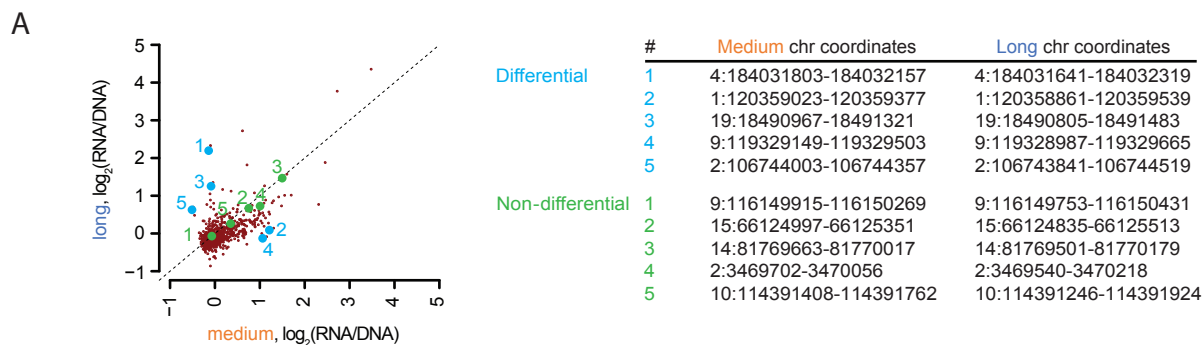 A
5
4
3
2
1
0
−1
−1 0 1 2 3 4 5
long, log2(RNA/DNA)
medium, log2(RNA/DNA)
1
3
5
2
4
3
2 4
5
1
# Medium chr coordinates Long chr coordinates
Differential 1 4:184031803-184032157 4:184031641-184032319
2 1:120359023-120359377 1:120358861-120359539
3 19:18490967-18491321 19:18490805-18491483
4 9:119329149-119329503 9:119328987-119329665
5 2:106744003-106744357 2:106743841-106744519
Non-differential 1 9:116149915-116150269 9:116149753-116150431
2 15:66124997-66125351 15:66124835-66125513
3 14:81769663-81770017 14:81769501-81770179
4 2:3469702-3470056 2:3469540-3470218
5 10:114391408-114391762 10:114391246-114391924